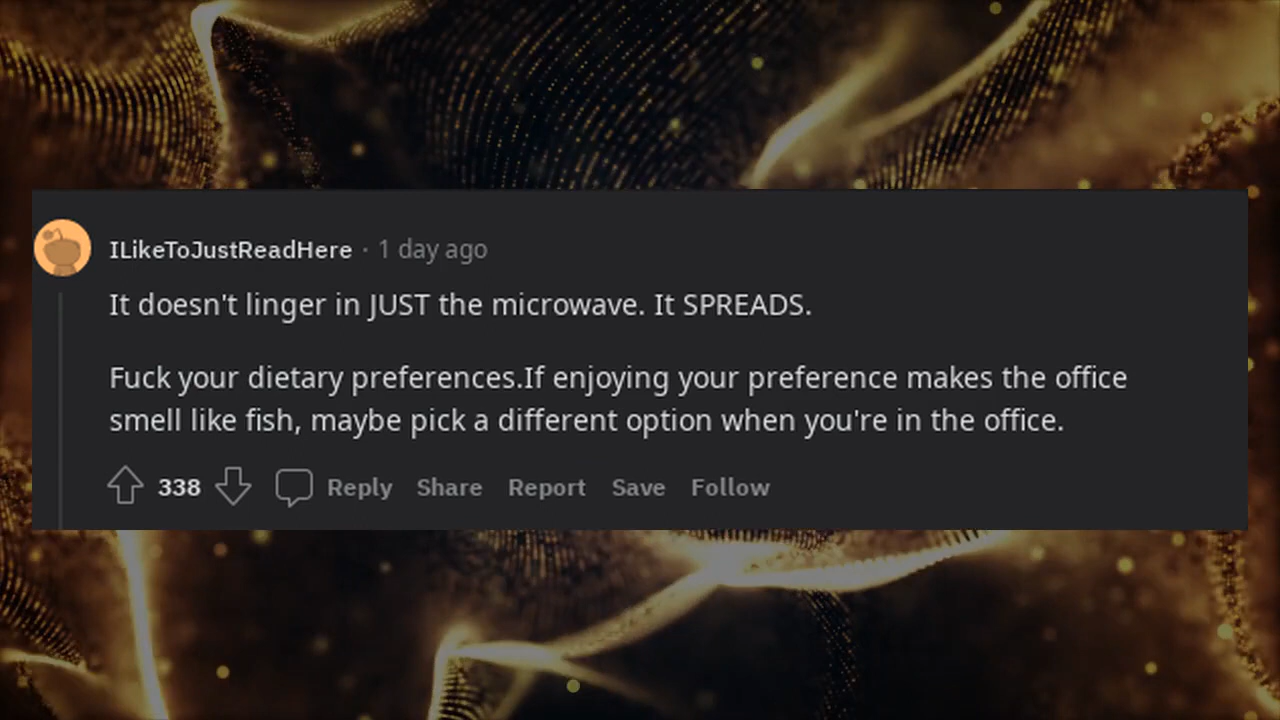 ILikeToJustReadHere · 1 day ago
It doesn't linger in JUST the microwave. It SPREADS.
Fuck your dietary preferences.If enjoying your preference makes the office
smell like fish, maybe pick a different option when you're in the office.
338 Reply Share Report Save Follow